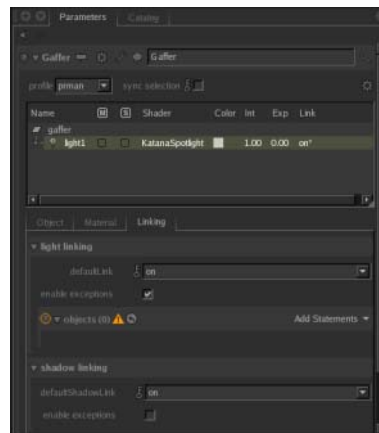 Parameters Catalog
Gaffer Gaffer
profile prman sync selection
Name M S Shader Color Int Exp Link
gaffer
light1 KatanaSpotlight 1.00 0.00 on*
Object Material Linking
light linking
defaultLink on
enable exceptions
objects (0) Add Statements
shadow linking
defaultShadowLink on
enable exceptions